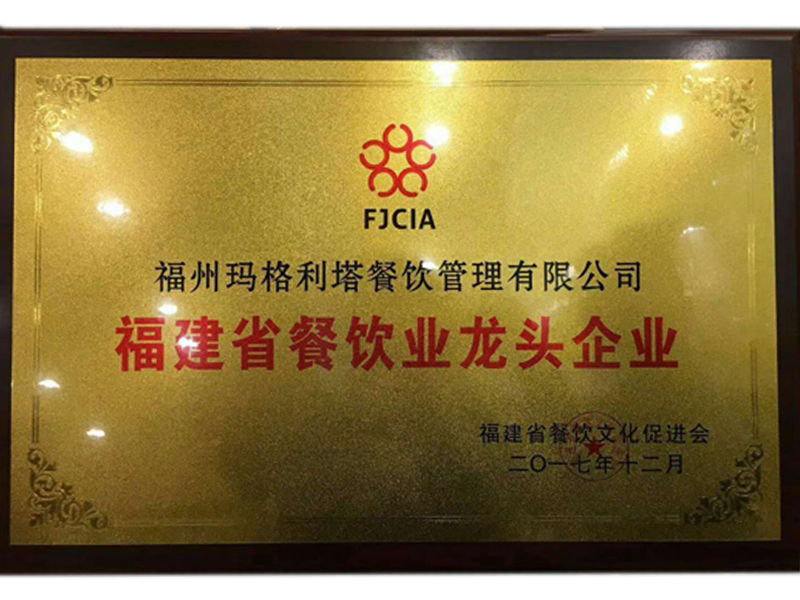 FJCIA
福州玛格利塔餐饮管理有限公司
福建省餐饮业龙头企业
福建省餐饮文化促进会
二〇一七年十二月